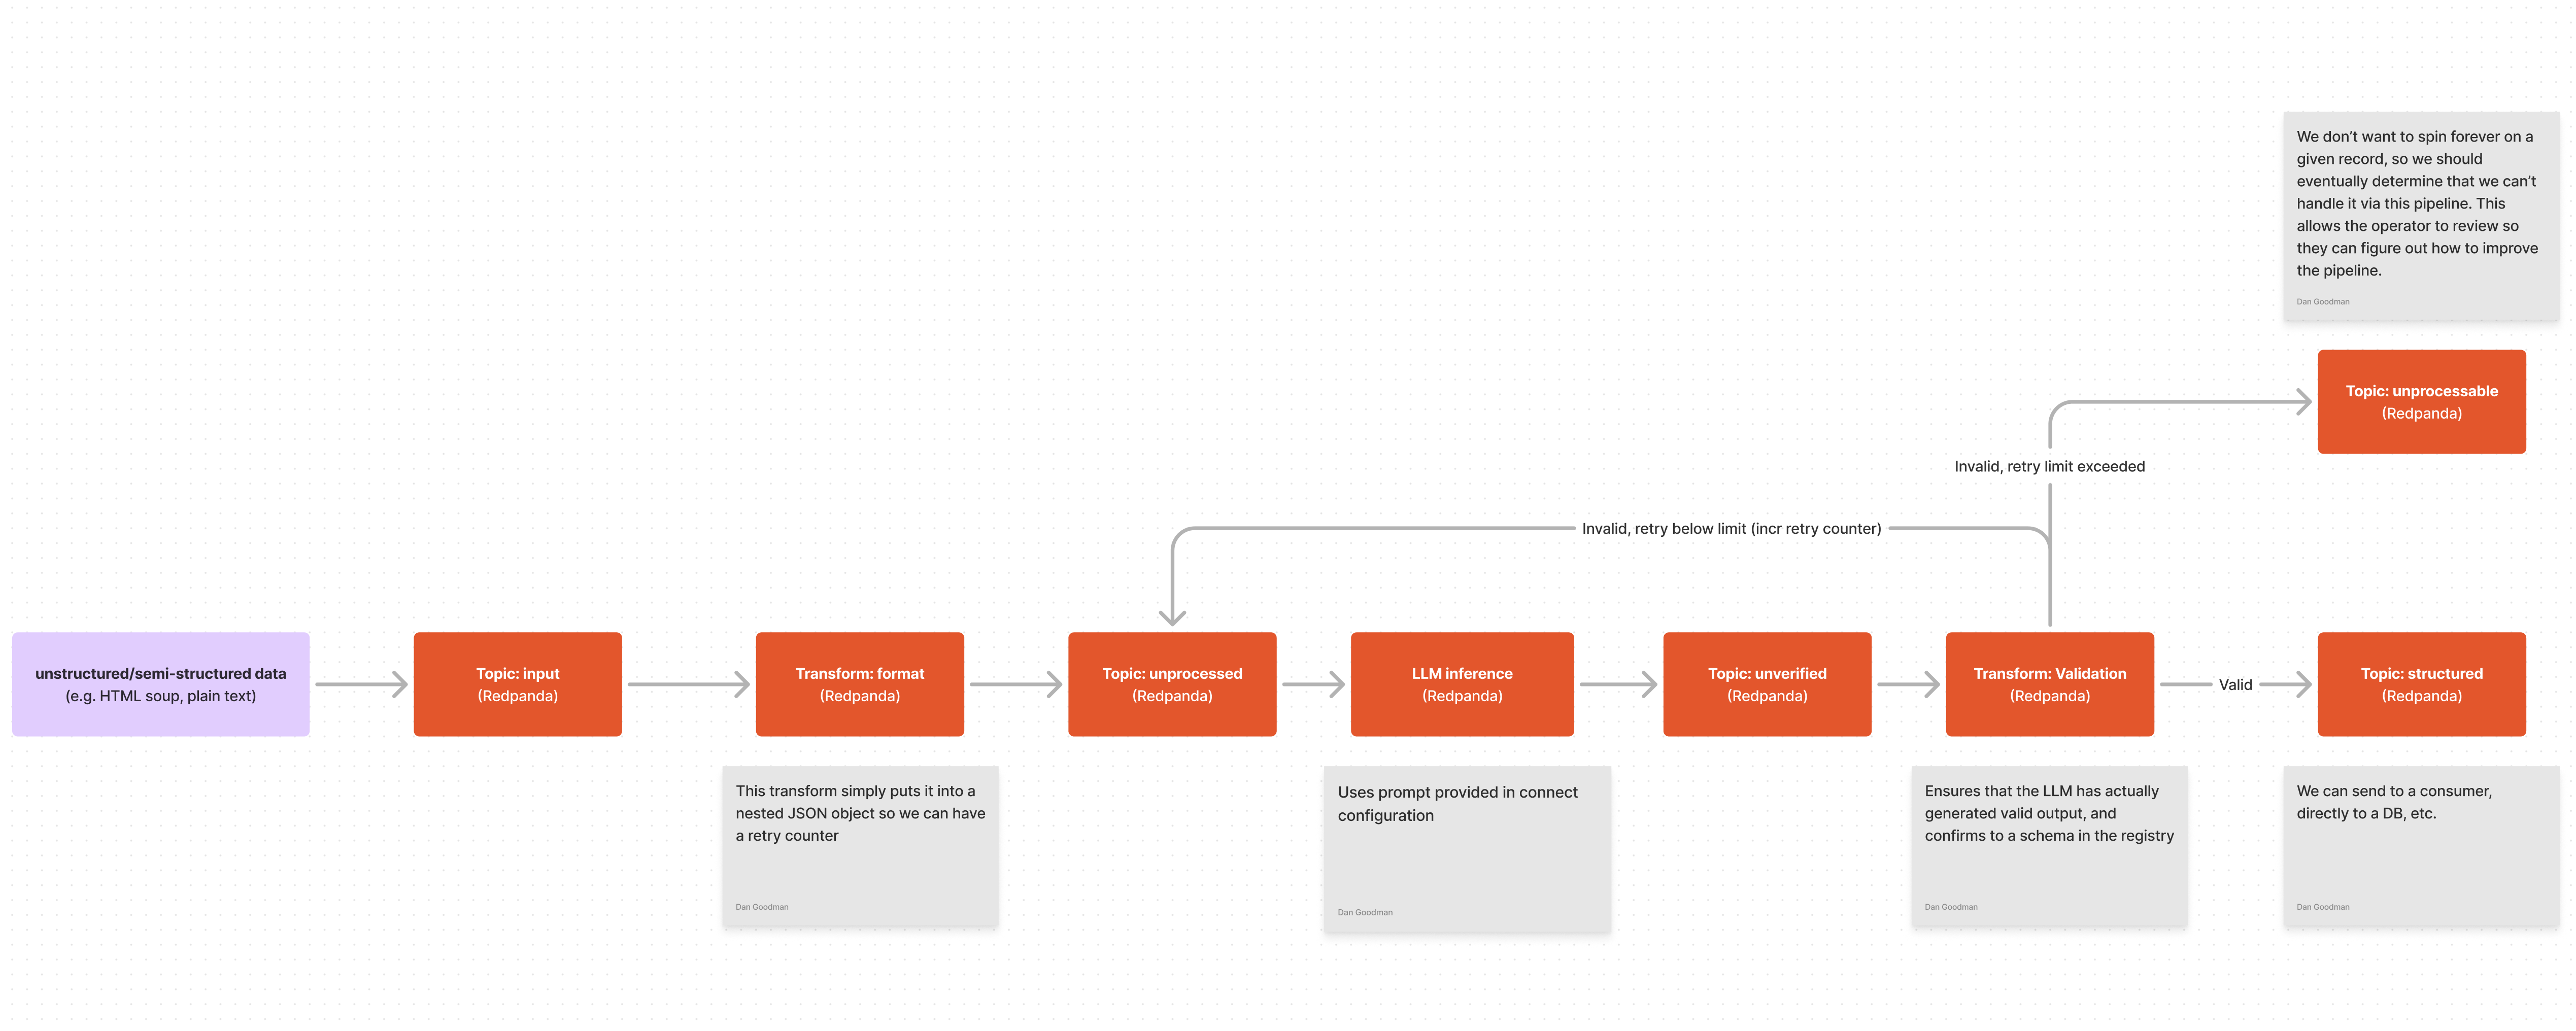 We don’t want to spin forever on a
given record, so we should
eventually determine that we can’t
handle it via this pipeline. This
allows the operator to review so
they can figure out how to improve
the pipeline.
Dan Goodman
Topic: unprocessable
(Redpanda)
Invalid, retry limit exceeded
Invalid, retry below limit (incr retry counter)
unstructured/semi-structured data
(e.g. HTML soup, plain text)
Topic: input
(Redpanda)
Transform: format
(Redpanda)
Topic: unprocessed
(Redpanda)
LLM inference
(Redpanda)
Topic: unverified
(Redpanda)
Transform: Validation
(Redpanda)
Valid
Topic: structured
(Redpanda)
This transform simply puts it into a
nested JSON object so we can have
a retry counter
Dan Goodman
Uses prompt provided in connect
configuration
Dan Goodman
Ensures that the LLM has actually
generated valid output, and
confirms to a schema in the registry
Dan Goodman
We can send to a consumer,
directly to a DB, etc.
Dan Goodman